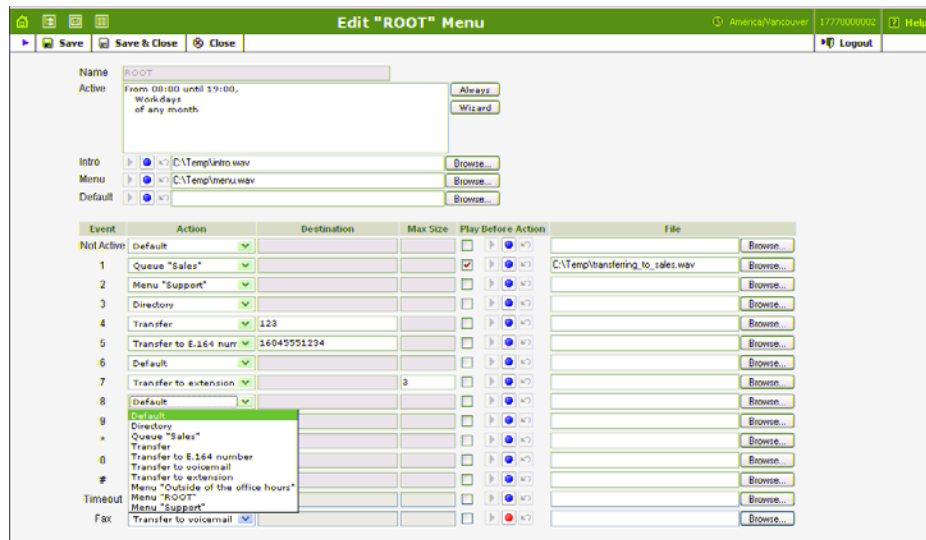 Edit "ROOT" Menu
America/Vancouver 17770000002 Help
Save Save & Close Close Logout
Name ROOT
Active From 08:00 until 19:00, Always
Workdays Wizard
of any month
Intro C:\Temp\intro.wav Browse...
Menu C:\Temp\menu.wav Browse...
Default Browse...
Event Action Destination Max Size Play Before Action File
Not Active Default Browse...
1 Queue "Sales" C:\Temp\transferring_to_sales.wav Browse...
2 Menu "Support" Browse...
3 Directory Browse...
4 Transfer 123 Browse...
5 Transfer to E.164 num 16045551234 Browse...
6 Default Browse...
7 Transfer to extension 3 Browse...
8 Default Browse...
9 Browse...
* Browse...
0 Browse...
# Browse...
Timeout Browse...
Default
Directory
Queue "Sales"
Transfer
Transfer to E.164 number
Transfer to voicemail
Transfer to extension
Menu "Outside of the office hours"
Menu "ROOT"
Menu "Support"
Fax Transfer to voicemail Browse...